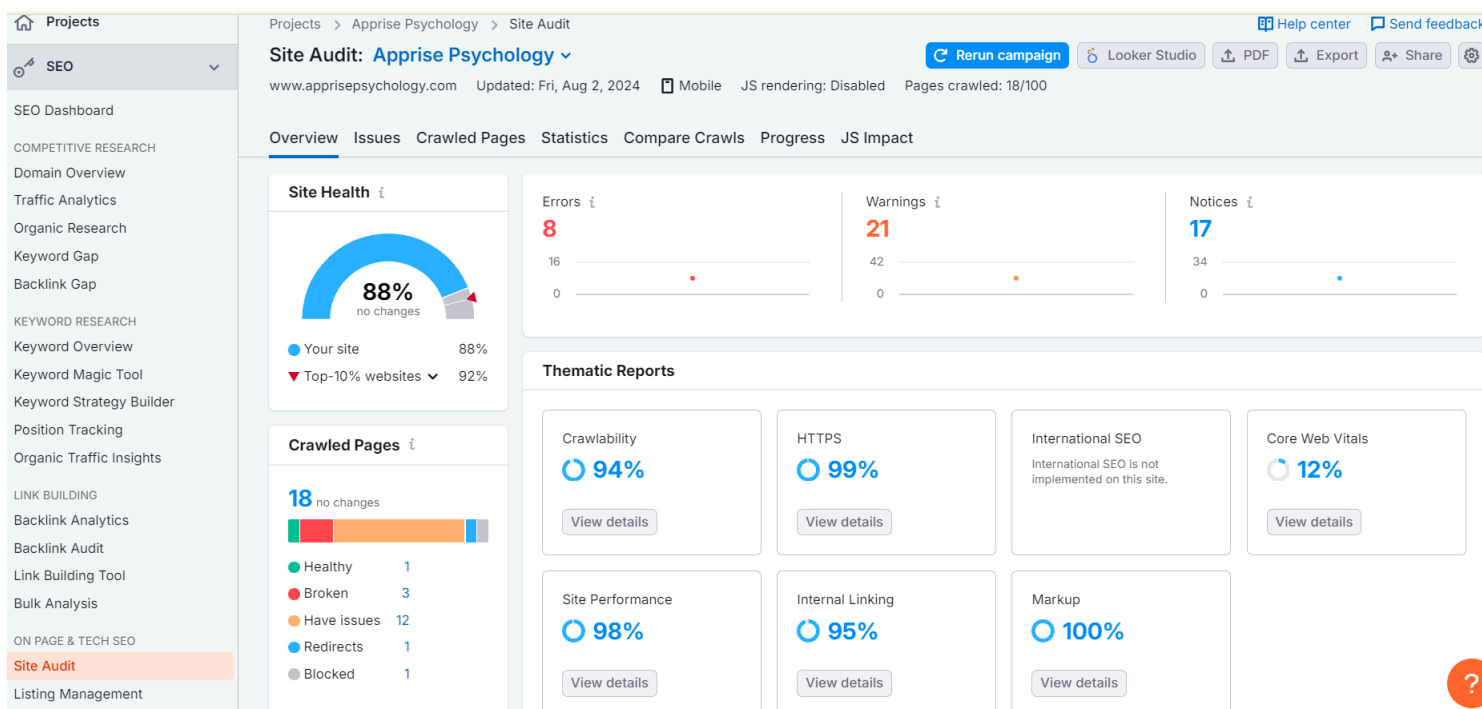 Projects
SEO
SEO Dashboard
COMPETITIVE RESEARCH
Domain Overview
Traffic Analytics
Organic Research
Keyword Gap
Backlink Gap
KEYWORD RESEARCH
Keyword Overview
Keyword Magic Tool
Keyword Strategy Builder
Position Tracking
Organic Traffic Insights
LINK BUILDING
Backlink Analytics
Backlink Audit
Link Building Tool
Bulk Analysis
ON PAGE & TECH SEO
Site Audit
Listing Management
Projects > Apprise Psychology > Site Audit
Help center Send feedback
Site Audit: Apprise Psychology
Rerun campaign Looker Studio PDF Export Share
www.apprisepsychology.com Updated: Fri, Aug 2, 2024 Mobile JS rendering: Disabled Pages crawled: 18/100
Overview Issues Crawled Pages Statistics Compare Crawls Progress JS Impact
Site Health i
88%
no changes
Your site 88%
Top-10% websites 92%
Crawled Pages i
18 no changes
Healthy 1
Broken 3
Have issues 12
Redirects 1
Blocked 1
Errors i
8
16
0
Warnings i
21
42
0
Notices i
17
34
0
Thematic Reports
Crawlability
94%
View details
HTTPS
99%
View details
International SEO
International SEO is not
implemented on this site.
Core Web Vitals
12%
View details
Site Performance
98%
View details
Internal Linking
95%
View details
Markup
100%
View details
?